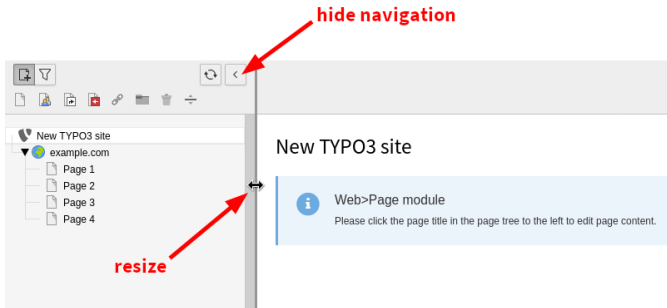 hide navigation
New TYPO3 site
example.com
Page 1
Page 2
Page 3
Page 4
New TYPO3 site
Web>Page module
Please click the page title in the page tree to the left to edit page content.
resize